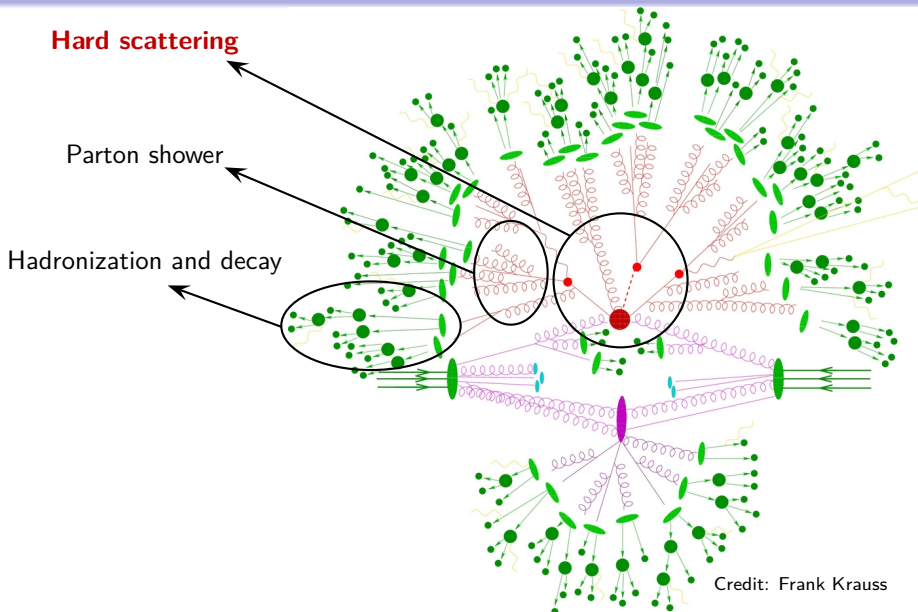 Hard scattering
Parton shower
Hadronization and decay
Credit: Frank Krauss